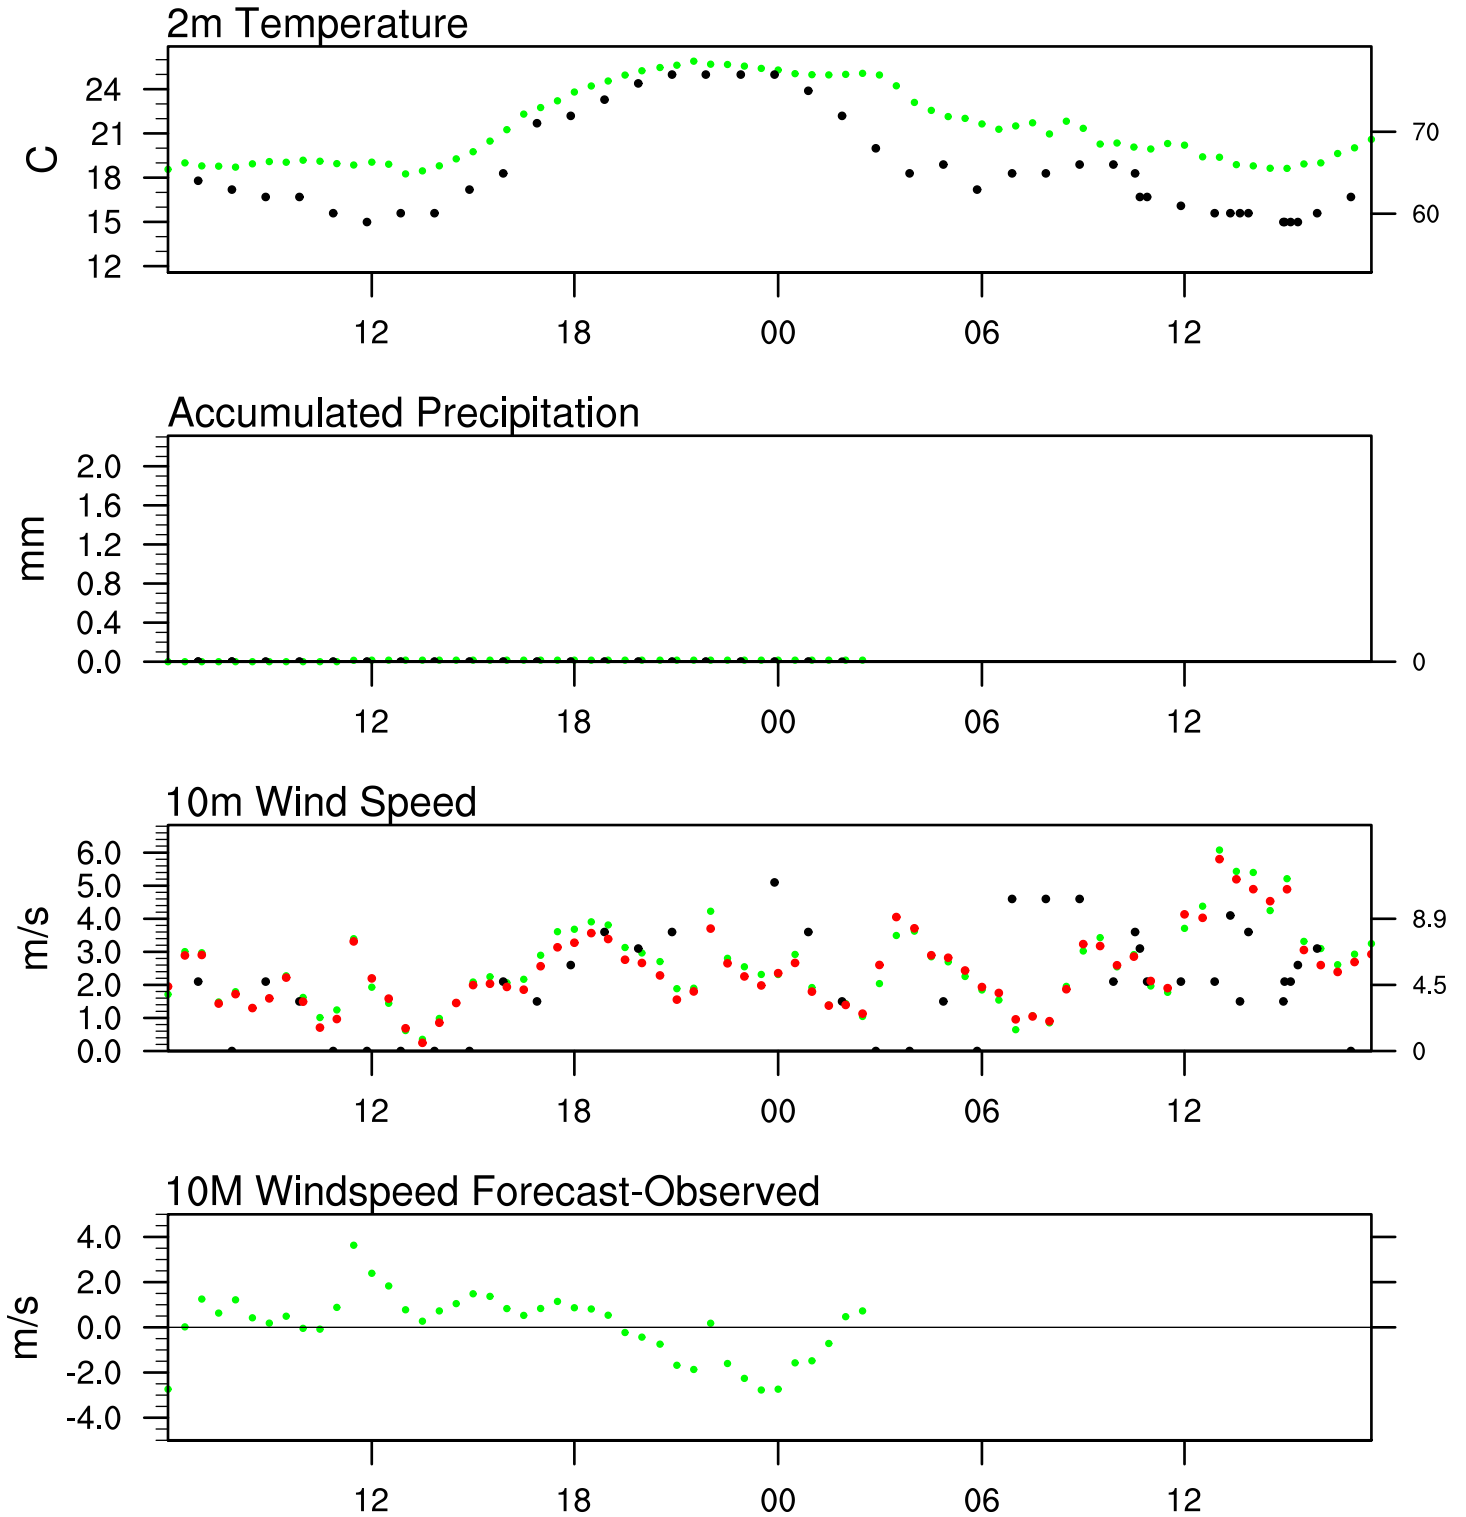 2m Temperature
24
21
18
15
12
C
70
60
12 18 00 06 12
Accumulated Precipitation
2.0
1.6
1.2
0.8
0.4
0.0
mm
0
12 18 00 06 12
10m Wind Speed
6.0
5.0
4.0
3.0
2.0
1.0
0.0
m/s
8.9
4.5
0
12 18 00 06 12
10M Windspeed Forecast-Observed
4.0
2.0
0.0
-2.0
-4.0
m/s
12 18 00 06 12